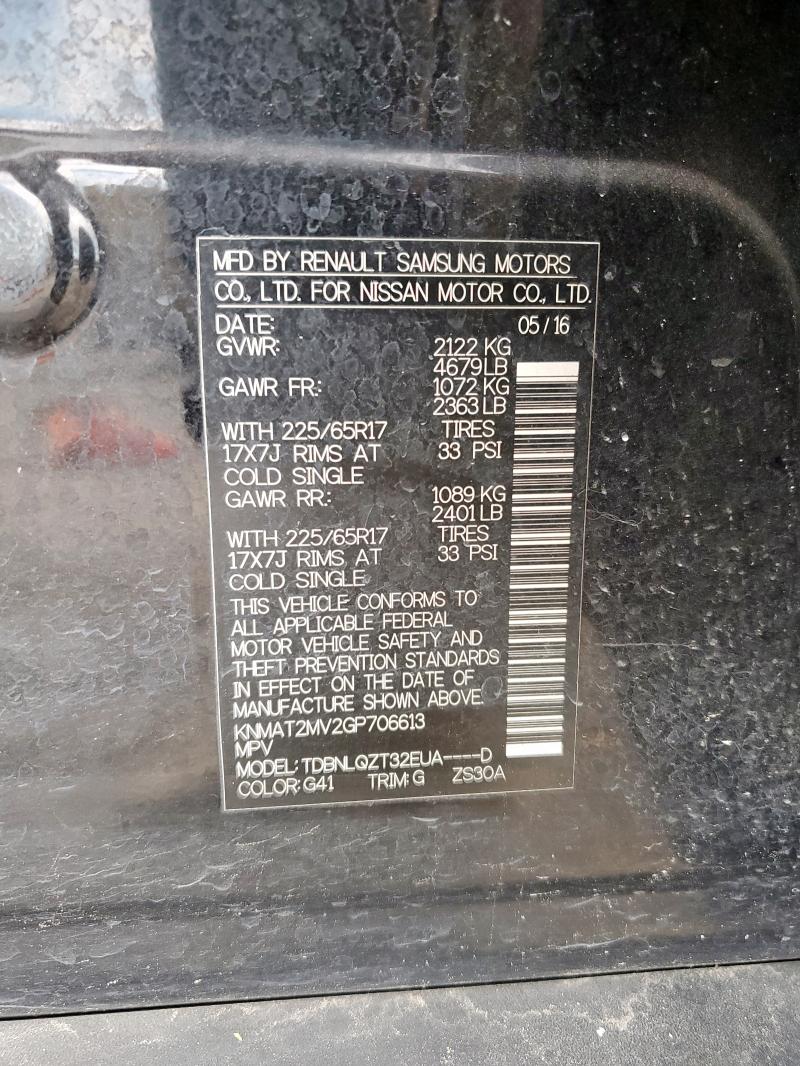 MFD BY RENAULT SAMSUNG MOTORS
CO., LTD. FOR NISSAN MOTOR CO., LTD.
DATE: 05/16
GVWR: 2122 KG
4679 LB
GAWR FR.: 1072 KG
2363 LB
WITH 225/65R17 TIRES
17X7J RIMS AT 33 PSI
COLD SINGLE
GAWR RR.: 1089 KG
2401 LB
WITH 225/65R17 TIRES
17X7J RIMS AT 33 PSI
COLD SINGLE
THIS VEHICLE CONFORMS TO
ALL APPLICABLE FEDERAL
MOTOR VEHICLE SAFETY AND
THEFT PREVENTION STANDARDS
IN EFFECT ON THE DATE OF
MANUFACTURE SHOWN ABOVE.
KNMAT2MV2GP706613
MPV
MODEL: TDBNLQZT32EUA----D
COLOR: G41 TRIM: G ZS30A